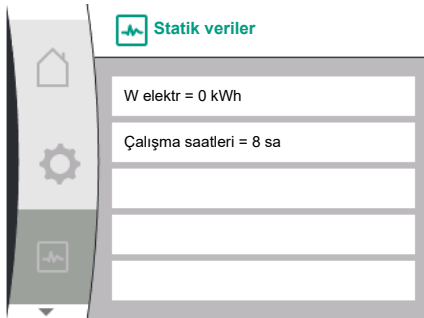 Statik veriler
W elektr = 0 kWh
Çalışma saatleri = 8 sa